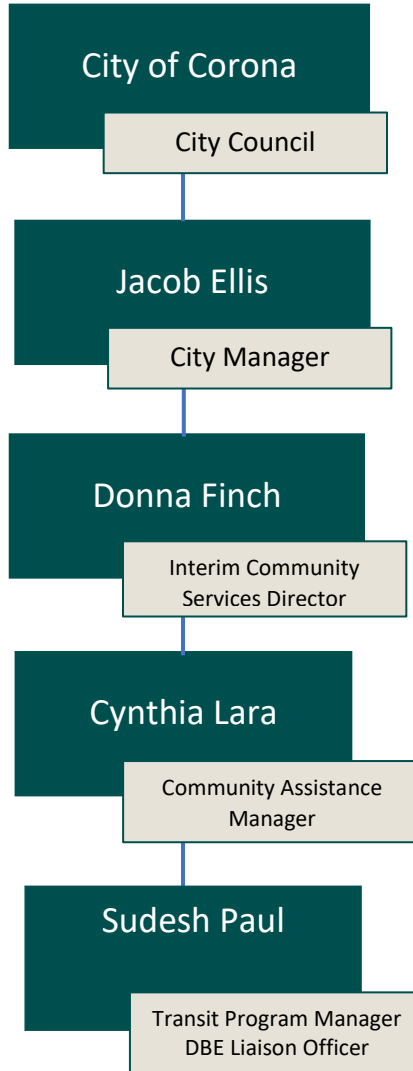 City of Corona
City Council
Jacob Ellis
City Manager
Donna Finch
Interim Community
Services Director
Cynthia Lara
Community Assistance
Manager
Sudesh Paul
Transit Program Manager
DBE Liaison Officer